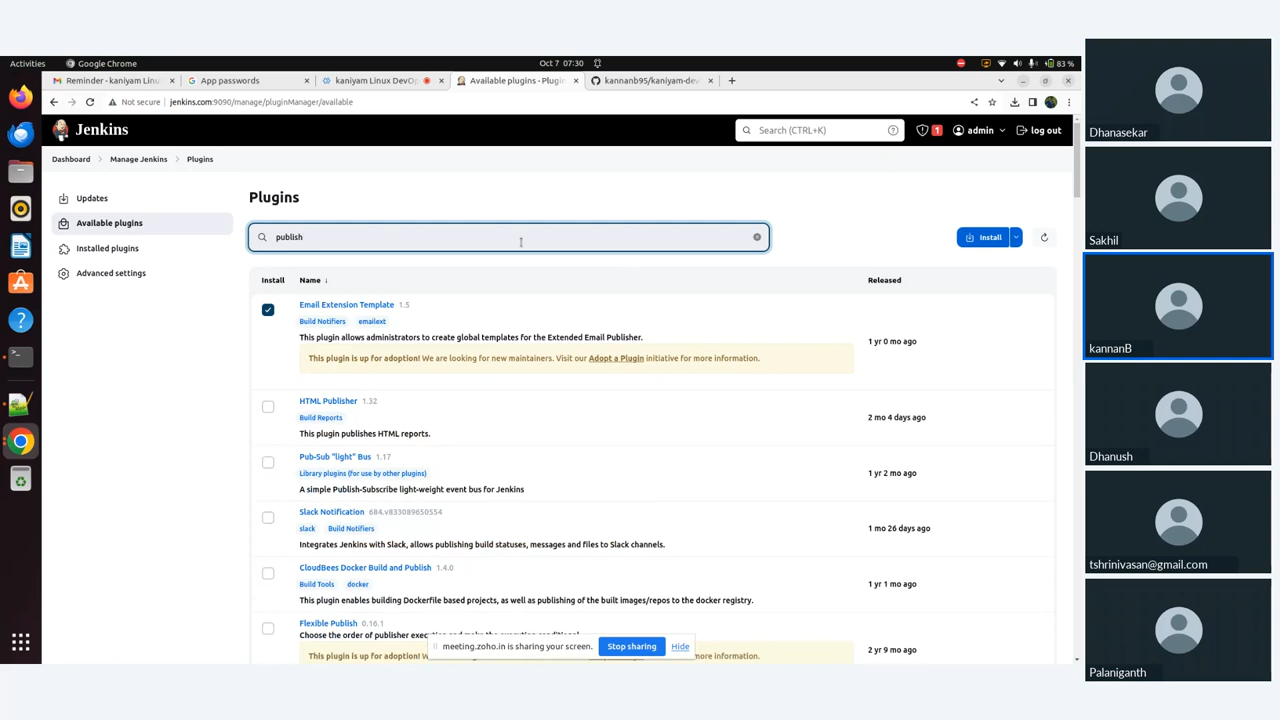 Activities
Google Chrome
Oct 7 07:30
83 %
Reminder - kaniyam Linu
App passwords
kaniyam Linux DevO
Available plugins - Plugi
kannanb95/kaniyam-de
Not secure
jenkins.com:9090/manage/pluginManager/available
Jenkins
Search (CTRL+K)
1
admin
log out
Dashboard
Manage Jenkins
Plugins
Updates
Available plugins
Installed plugins
Advanced settings
Plugins
publish
Install
Install
Name ↓
Released
Email Extension Template 1.5
Build Notifiers
emailext
This plugin allows administrators to create global templates for the Extended Email Publisher.
This plugin is up for adoption! We are looking for new maintainers. Visit our Adopt a Plugin initiative for more information.
1 yr 0 mo ago
HTML Publisher 1.32
Build Reports
This plugin publishes HTML reports.
2 mo 4 days ago
Pub-Sub "light" Bus 1.17
Library plugins (for use by other plugins)
A simple Publish-Subscribe light-weight event bus for Jenkins
1 yr 2 mo ago
Slack Notification 684.v833089650554
slack
Build Notifiers
Integrates Jenkins with Slack, allows publishing build statuses, messages and files to Slack channels.
1 mo 26 days ago
CloudBees Docker Build and Publish 1.4.0
Build Tools
docker
This plugin enables building Dockerfile based projects, as well as publishing of the built images/repos to the docker registry.
1 yr 1 mo ago
Flexible Publish 0.16.1
Choose the order of publisher
This plugin is up for adoption!
more information.
2 yr 9 mo ago
meeting.zoho.in is sharing your screen.
Stop sharing
Hide
Dhanasekar
Sakhil
kannanB
Dhanush
tshrinivasan@gmail.com
Palaniganth